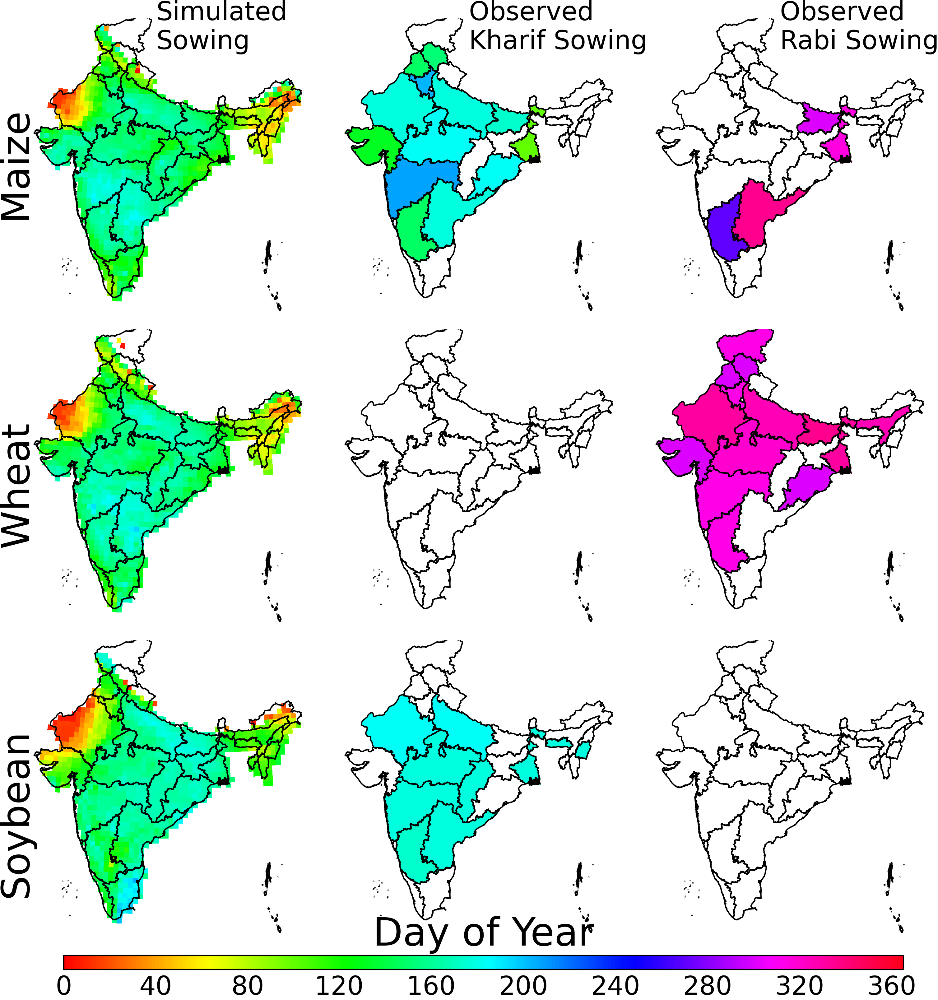 Simulated
Sowing
Observed
Kharif Sowing
Observed
Rabi Sowing
Maize
Wheat
Soybean
Day of Year
0 40 80 120 160 200 240 280 320 360